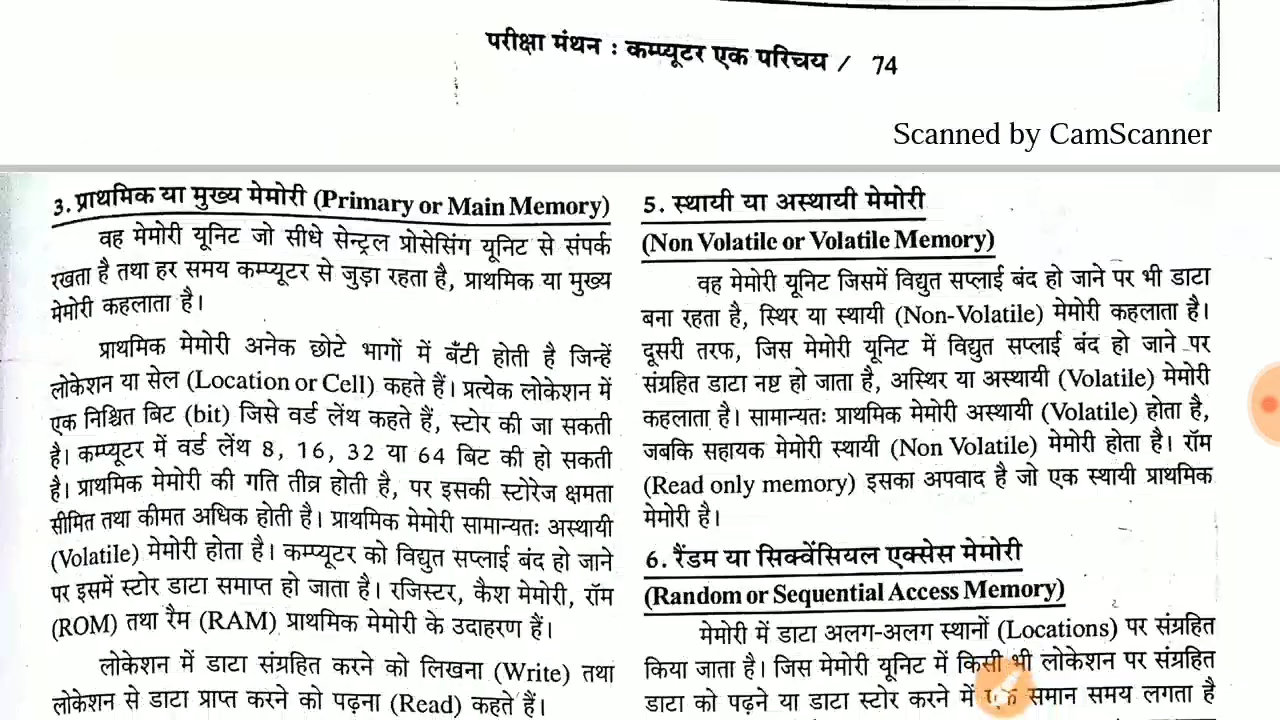 परीक्षा मंथन : कम्प्यूटर एक परिचय / 74
Scanned by CamScanner
3. प्राथमिक या मुख्य मेमोरी (Primary or Main Memory)
वह मेमोरी यूनिट जो सीधे सेन्ट्रल प्रोसेसिंग यूनिट से संपर्क
रखता है तथा हर समय कम्प्यूटर से जुड़ा रहता है, प्राथमिक या मुख्य
मेमोरी कहलाता है।
प्राथमिक मेमोरी अनेक छोटे भागों में बँटी होती है जिन्हें
लोकेशन या सेल (Location or Cell) कहते हैं। प्रत्येक लोकेशन में
एक निश्चित बिट (bit) जिसे वर्ड लेंथ कहते हैं, स्टोर की जा सकती
है। कम्प्यूटर में वर्ड लेंथ 8, 16, 32 या 64 बिट की हो सकती
है। प्राथमिक मेमोरी की गति तीव्र होती है, पर इसकी स्टोरेज क्षमता
सीमित तथा कीमत अधिक होती है। प्राथमिक मेमोरी सामान्यतः अस्थायी
(Volatile) मेमोरी होता है। कम्प्यूटर को विद्युत सप्लाई बंद हो जाने
पर इसमें स्टोर डाटा समाप्त हो जाता है। रजिस्टर, कैश मेमोरी, रॉम
(ROM) तथा रैम (RAM) प्राथमिक मेमोरी के उदाहरण हैं।
लोकेशन में डाटा संग्रहित करने को लिखना (Write) तथा
लोकेशन से डाटा प्राप्त करने को पढ़ना (Read) कहते हैं।
5. स्थायी या अस्थायी मेमोरी
(Non Volatile or Volatile Memory)
वह मेमोरी यूनिट जिसमें विद्युत सप्लाई बंद हो जाने पर भी डाटा
बना रहता है, स्थिर या स्थायी (Non-Volatile) मेमोरी कहलाता है।
दूसरी तरफ, जिस मेमोरी यूनिट में विद्युत सप्लाई बंद हो जाने पर
संग्रहित डाटा नष्ट हो जाता है, अस्थिर या अस्थायी (Volatile) मेमोरी
कहलाता है। सामान्यतः प्राथमिक मेमोरी अस्थायी (Volatile) होता है,
जबकि सहायक मेमोरी स्थायी (Non Volatile) मेमोरी होता है। रॉम
(Read only memory) इसका अपवाद है जो एक स्थायी प्राथमिक
मेमोरी है।
6. रैंडम या सिक्वेंसियल एक्सेस मेमोरी
(Random or Sequential Access Memory)
मेमोरी में डाटा अलग-अलग स्थानों (Locations) पर संग्रहित
किया जाता है। जिस मेमोरी यूनिट में किसी भी लोकेशन पर संग्रहित
डाटा को पढ़ने या डाटा स्टोर करने में समान समय लगता है